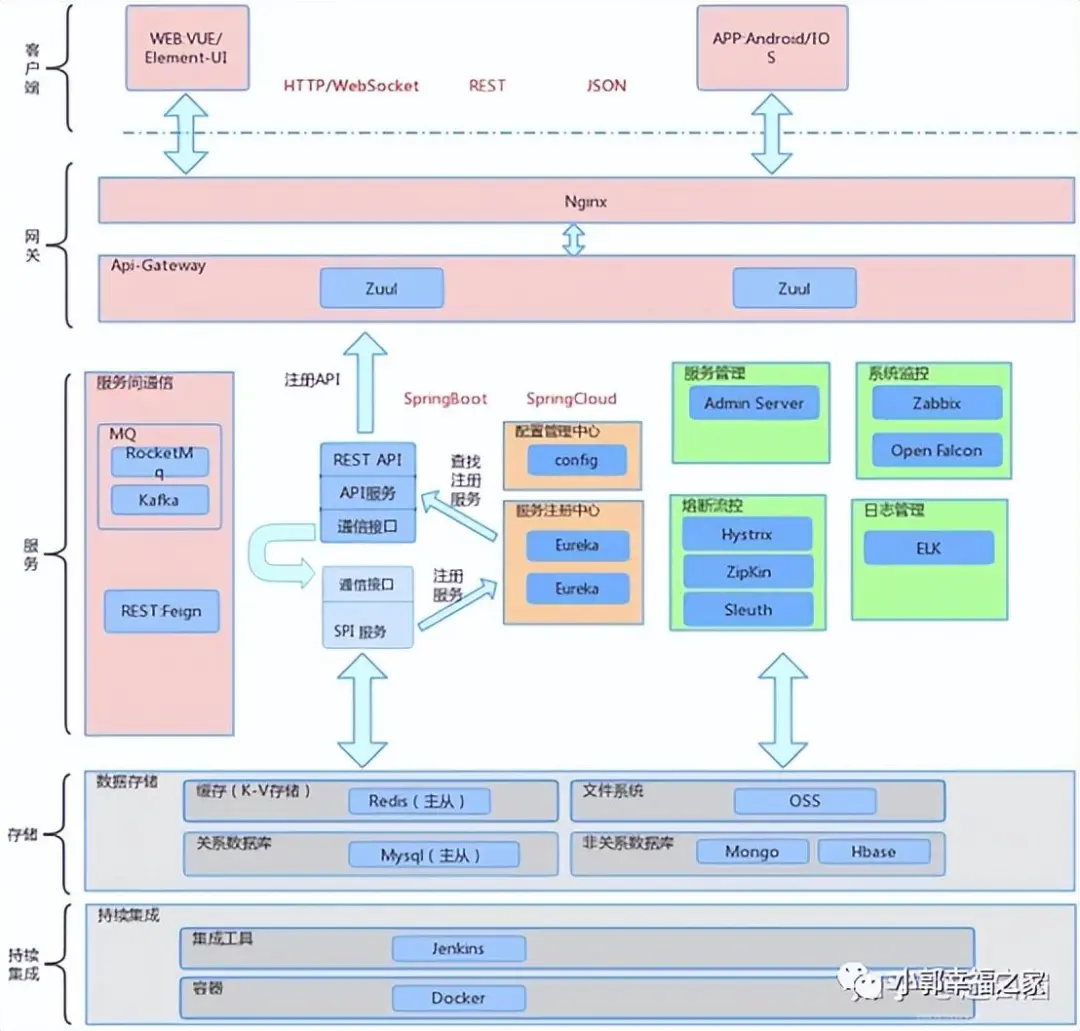 客户端
WEB:VUE/
Element-UI
HTTP/WebSocket
REST
JSON
APP:Android/IO
S
网关
Nginx
Api-Gateway
Zuul
Zuul
服务
服务间通信
MQ
RocketM
q
Kafka
REST:Feign
注册API
SpringBoot
SpringCloud
REST API
API服务
通信接口
通信接口
SPI 服务
查找
注册
服务
注册
服务
配置管理中心
config
服务注册中心
Eureka
Eureka
服务管理
Admin Server
系统监控
Zabbix
Open Falcon
熔断流控
Hystrix
ZipKin
Sleuth
日志管理
ELK
存储
数据存储
缓存（K-V存储）
Redis（主从）
文件系统
OSS
关系数据库
Mysql（主从）
非关系数据库
Mongo
Hbase
持续
集成
持续集成
集成工具
Jenkins
容器
Docker
小郭幸福之家